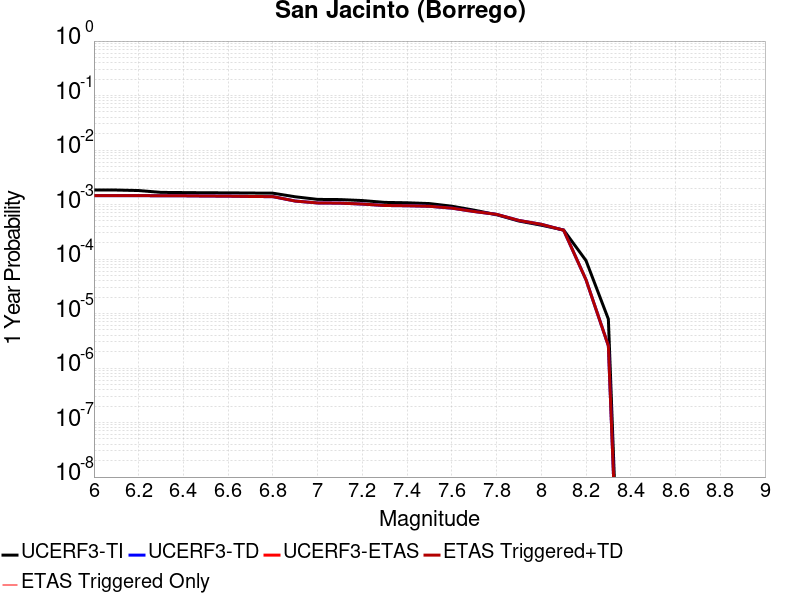 San Jacinto (Borrego)
10^0
10^-1
10^-2
10^-3
10^-4
10^-5
10^-6
10^-7
10^-8
1 Year Probability
6 6.2 6.4 6.6 6.8 7 7.2 7.4 7.6 7.8 8 8.2 8.4 8.6 8.8 9
Magnitude
UCERF3-TI UCERF3-TD UCERF3-ETAS ETAS Triggered+TD
ETAS Triggered Only